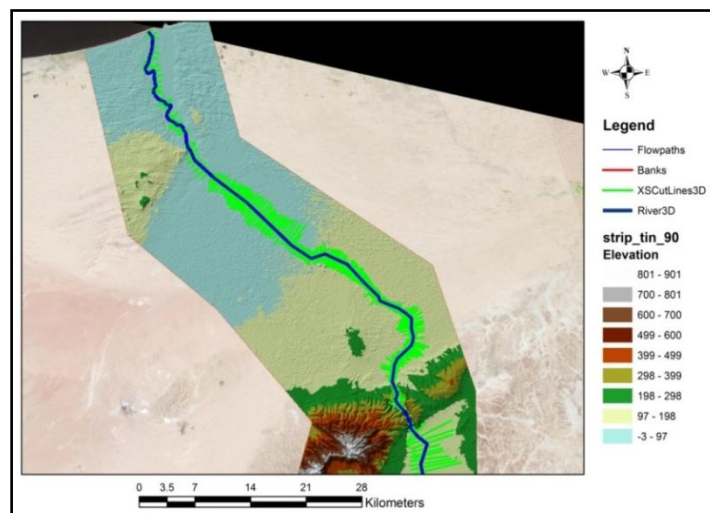 N
W E
S
Legend
Flowpaths
Banks
XSCutLines3D
River3D
strip_tin_90
Elevation
801 - 901
700 - 801
600 - 700
499 - 600
399 - 499
298 - 399
198 - 298
97 - 198
-3 - 97
0 3.5 7 14 21 28
Kilometers